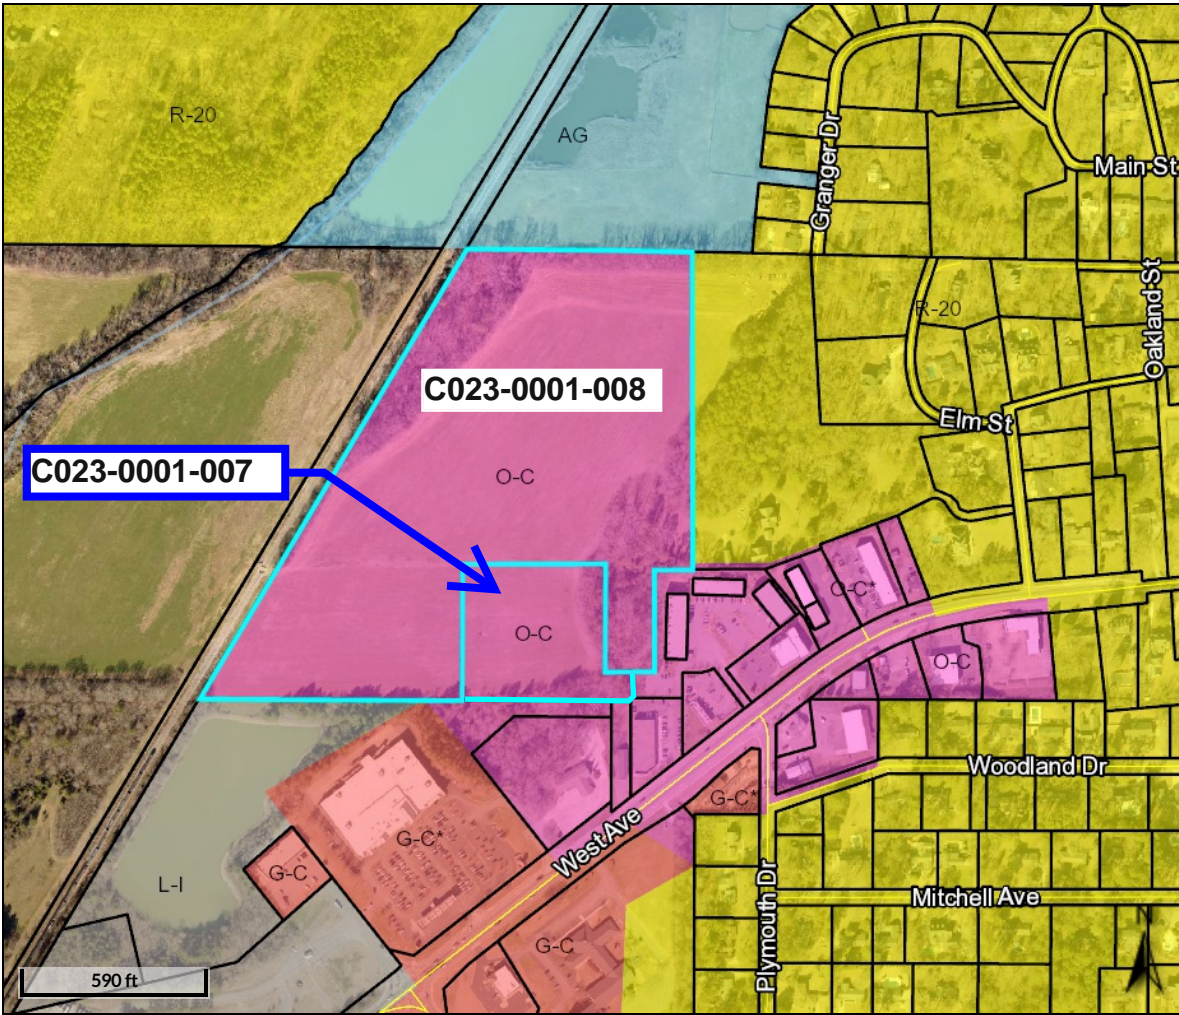 R-20
AG
Granger Dr
Main St
Oakland St
R-20
C023-0001-008
Elm St
C023-0001-007
O-C
O-C*
O-C
O-C
Woodland Dr
G-C*
West Ave
G-C*
G-C
L-I
Mitchell Ave
Plymouth Dr
G-C
590 ft